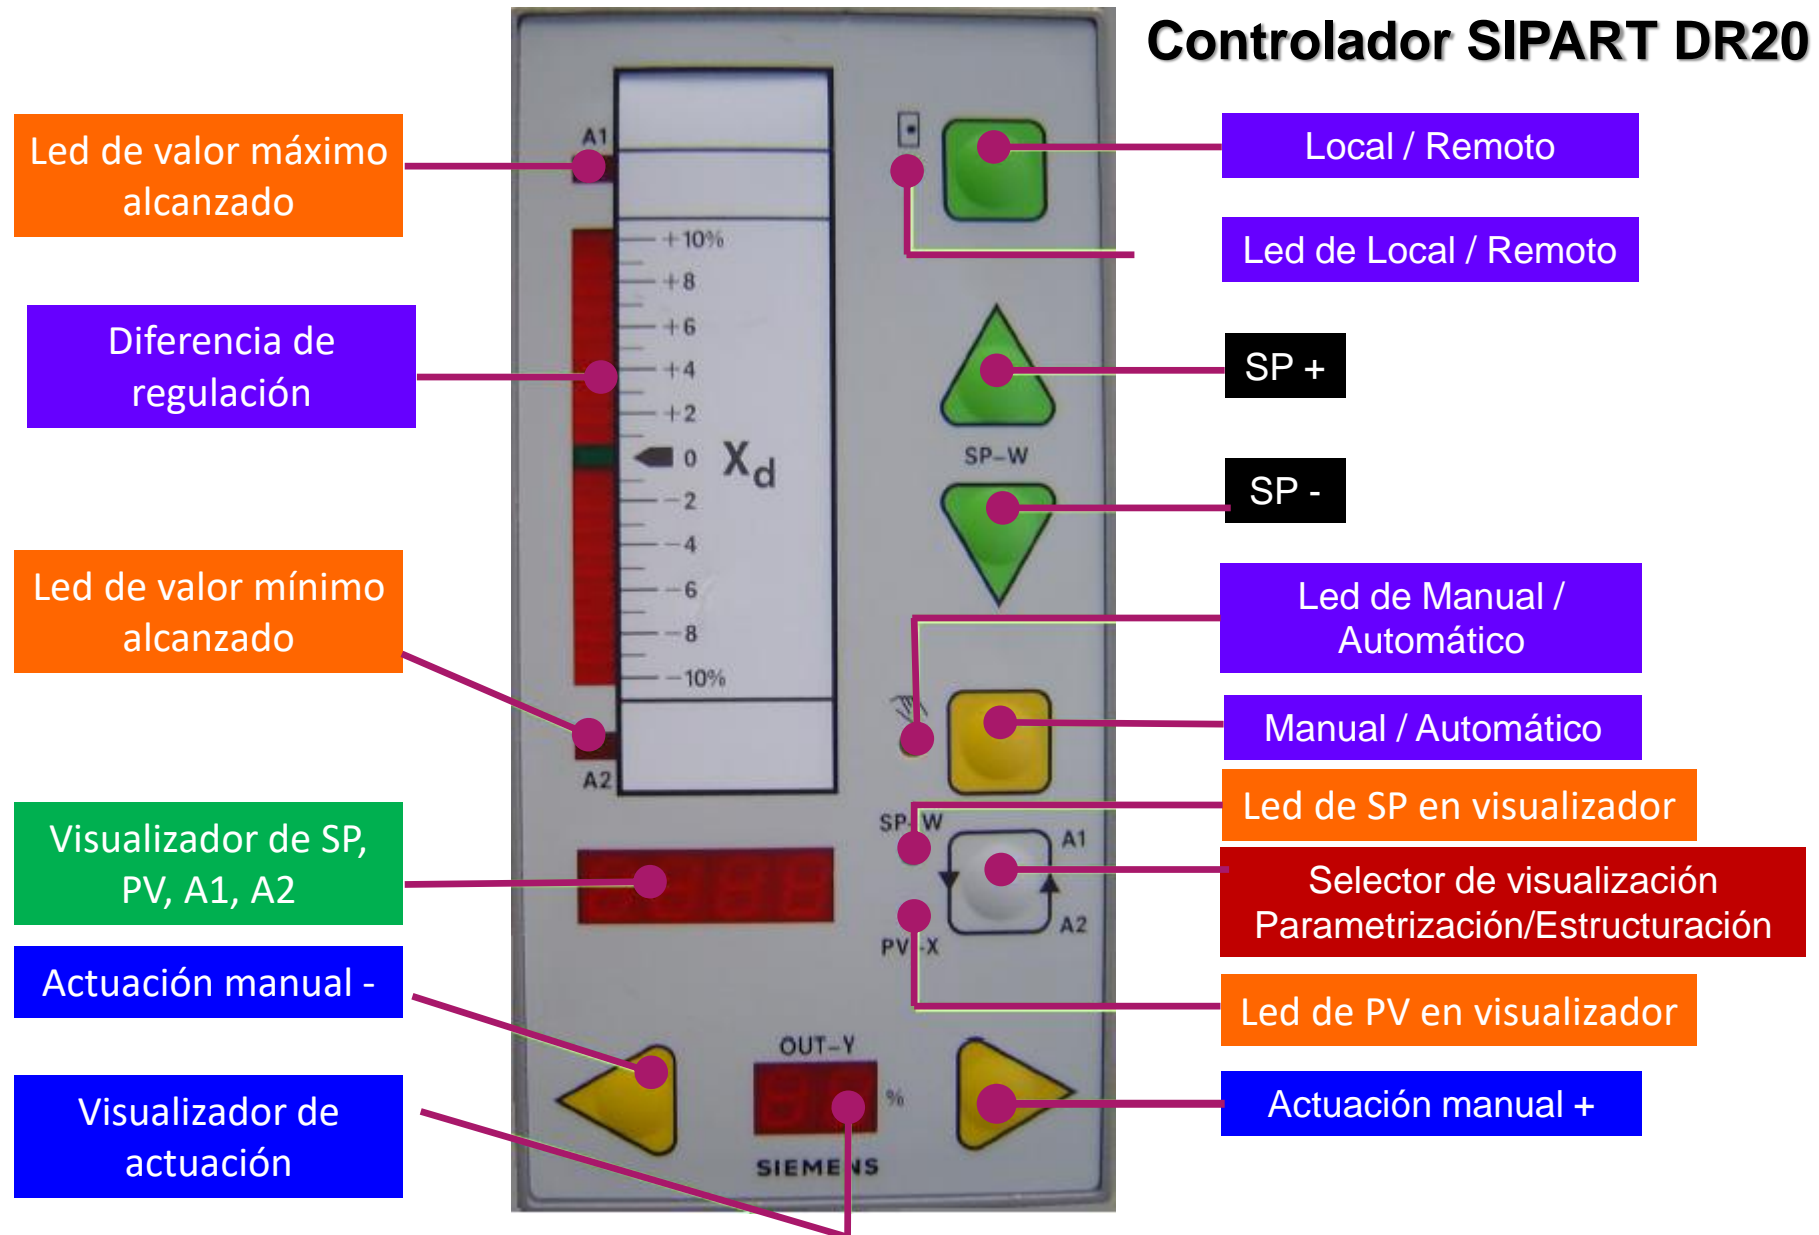 Controlador SIPART DR20
Led de valor máximo
alcanzado
Diferencia de
regulación
Led de valor mínimo
alcanzado
Visualizador de SP,
PV, A1, A2
Actuación manual -
Visualizador de
actuación
A1
+10%
+8
+6
+4
+2
0
Xd
-2
-4
-6
-8
-10%
A2
SP-W
SP-W
A1
A2
PV-X
OUT-Y
%
SIEMENS
Local / Remoto
Led de Local / Remoto
SP +
SP -
Led de Manual /
Automático
Manual / Automático
Led de SP en visualizador
Selector de visualización
Parametrización/Estructuración
Led de PV en visualizador
Actuación manual +